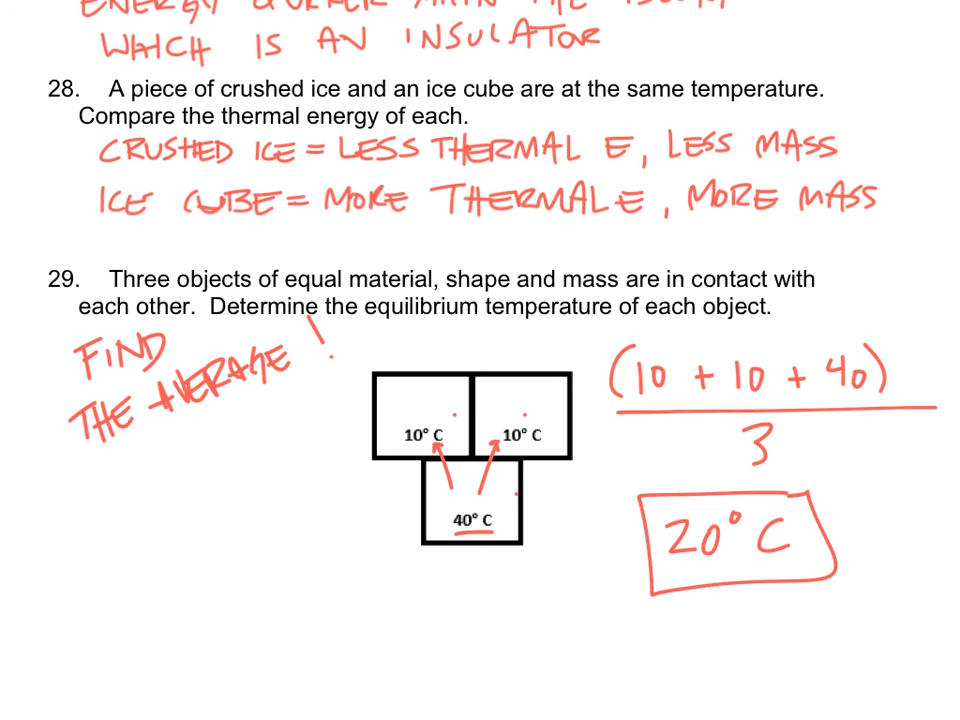 WHICH IS AN INSULATOR
28. A piece of crushed ice and an ice cube are at the same temperature.
Compare the thermal energy of each.
CRUSHED ICE = LESS THERMAL E, LESS MASS
ICE CUBE = MORE THERMAL E, MORE MASS
29. Three objects of equal material, shape and mass are in contact with
each other. Determine the equilibrium temperature of each object.
FIND
THE AVERAGE!
10° C
10° C
40° C
(10 + 10 + 40)
3
20° C